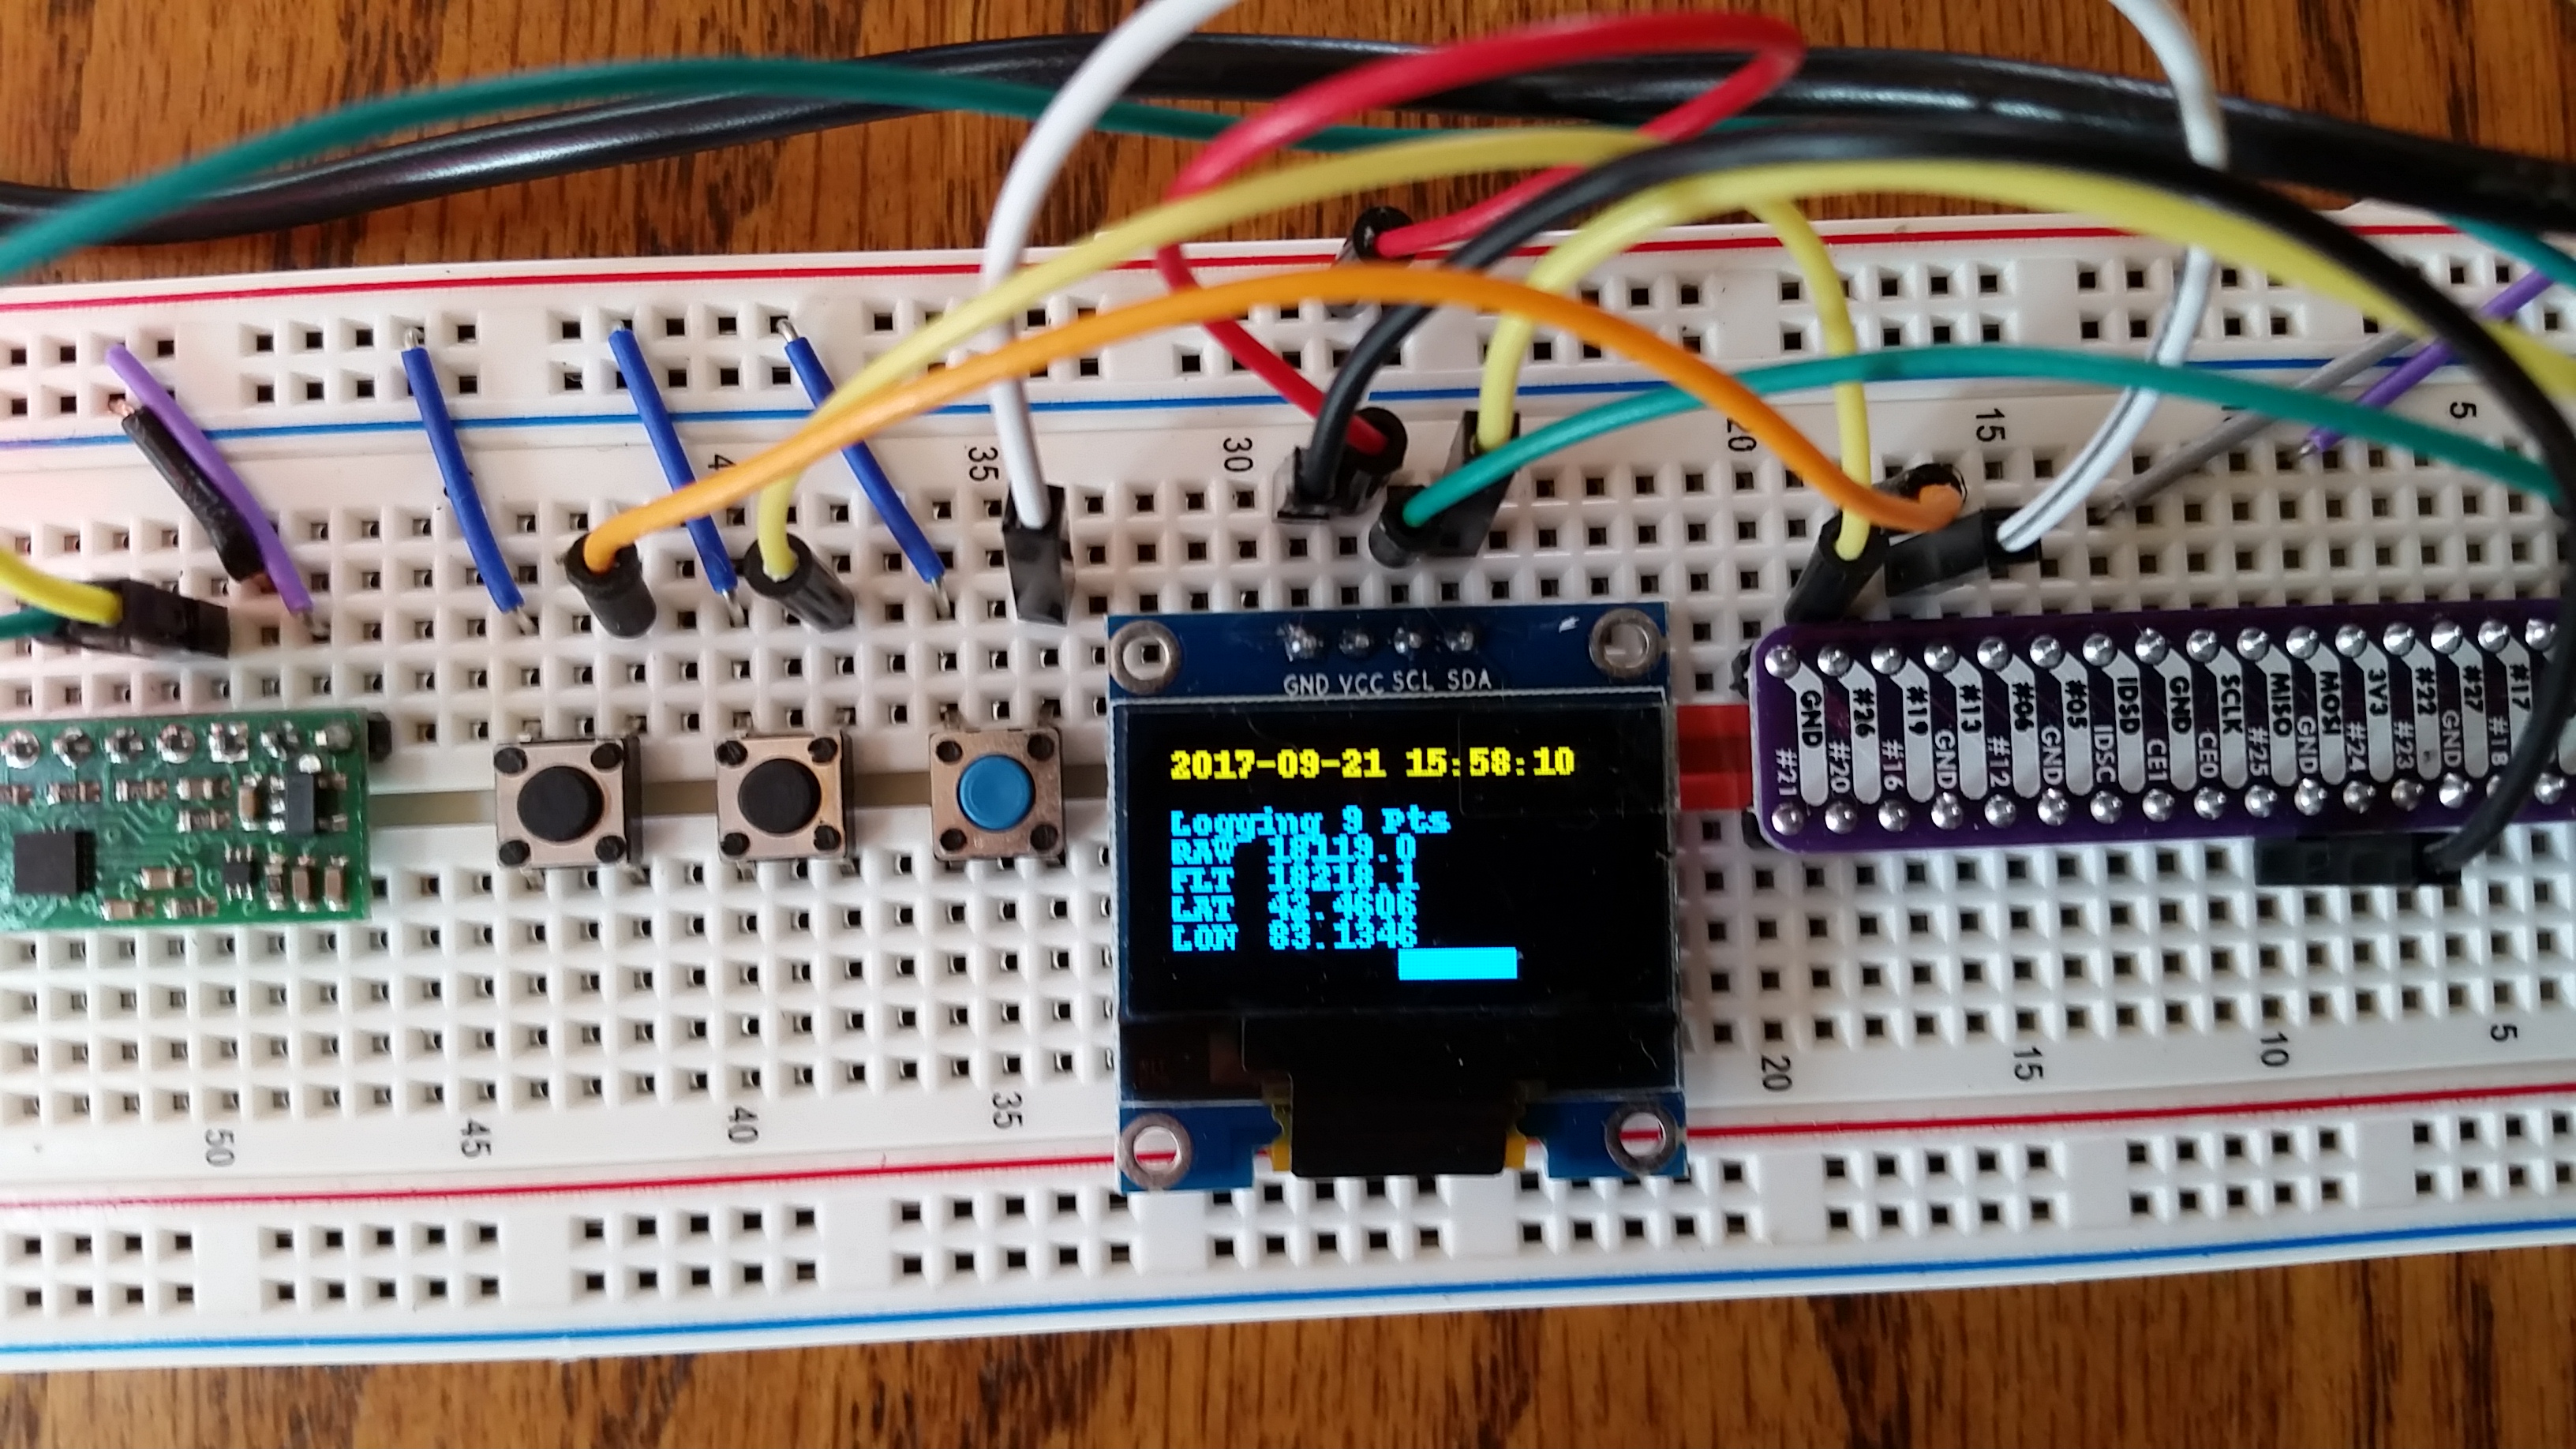 35
30
20
15
5
GND VCC SCL SDA
2017-09-21 15:58:10
Logging 9 pts
RAW 18119.0
FLT 18218.1
LAT 42.4606
LON 83.1346
GND #26 #19 #13 #06 #05 IDSD GND SCLK MISO MOSI 3V3 #22 #27 #17
#21 #20 #16 GND #12 GND IDSC CE1 CE0 #25 GND #24 #23 GND #18
50
45
40
35
20
15
10
5